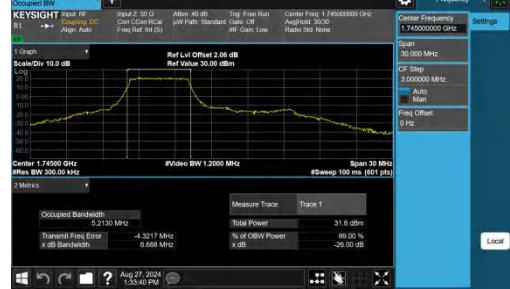 Occupied BW
Frequency
KEYSIGHT
Input: RF
Coupling: DC
Align: Auto
Input Z: 50 Ω
Corr CCorr RCal
Freq Ref: Int (S)
Atten: 40 dB
µW Path: Standard
Trig: Free Run
Gate: Off
#IF Gain: Low
Center Freq: 1.745000000 GHz
Avg|Hold: 30/30
Radio Std: None
Center Frequency
1.745000000 GHz
Settings
Span
30.000 MHz
CF Step
3.000000 MHz
Auto
Man
Freq Offset
0 Hz
Local
1 Graph
Scale/Div 10.0 dB
Ref Lvl Offset 2.06 dB
Ref Value 30.00 dBm
Log
Center 1.74500 GHz
#Res BW 300.00 kHz
#Video BW 1.2000 MHz
Span 30 MHz
#Sweep 100 ms (601 pts)
2 Metrics
Measure Trace
Trace 1
Occupied Bandwidth
5.2130 MHz
Total Power
31.8 dBm
Transmit Freq Error
-4.3217 MHz
% of OBW Power
99.00 %
x dB Bandwidth
6.688 MHz
x dB
-26.00 dB
Aug 27, 2024
1:33:40 PM